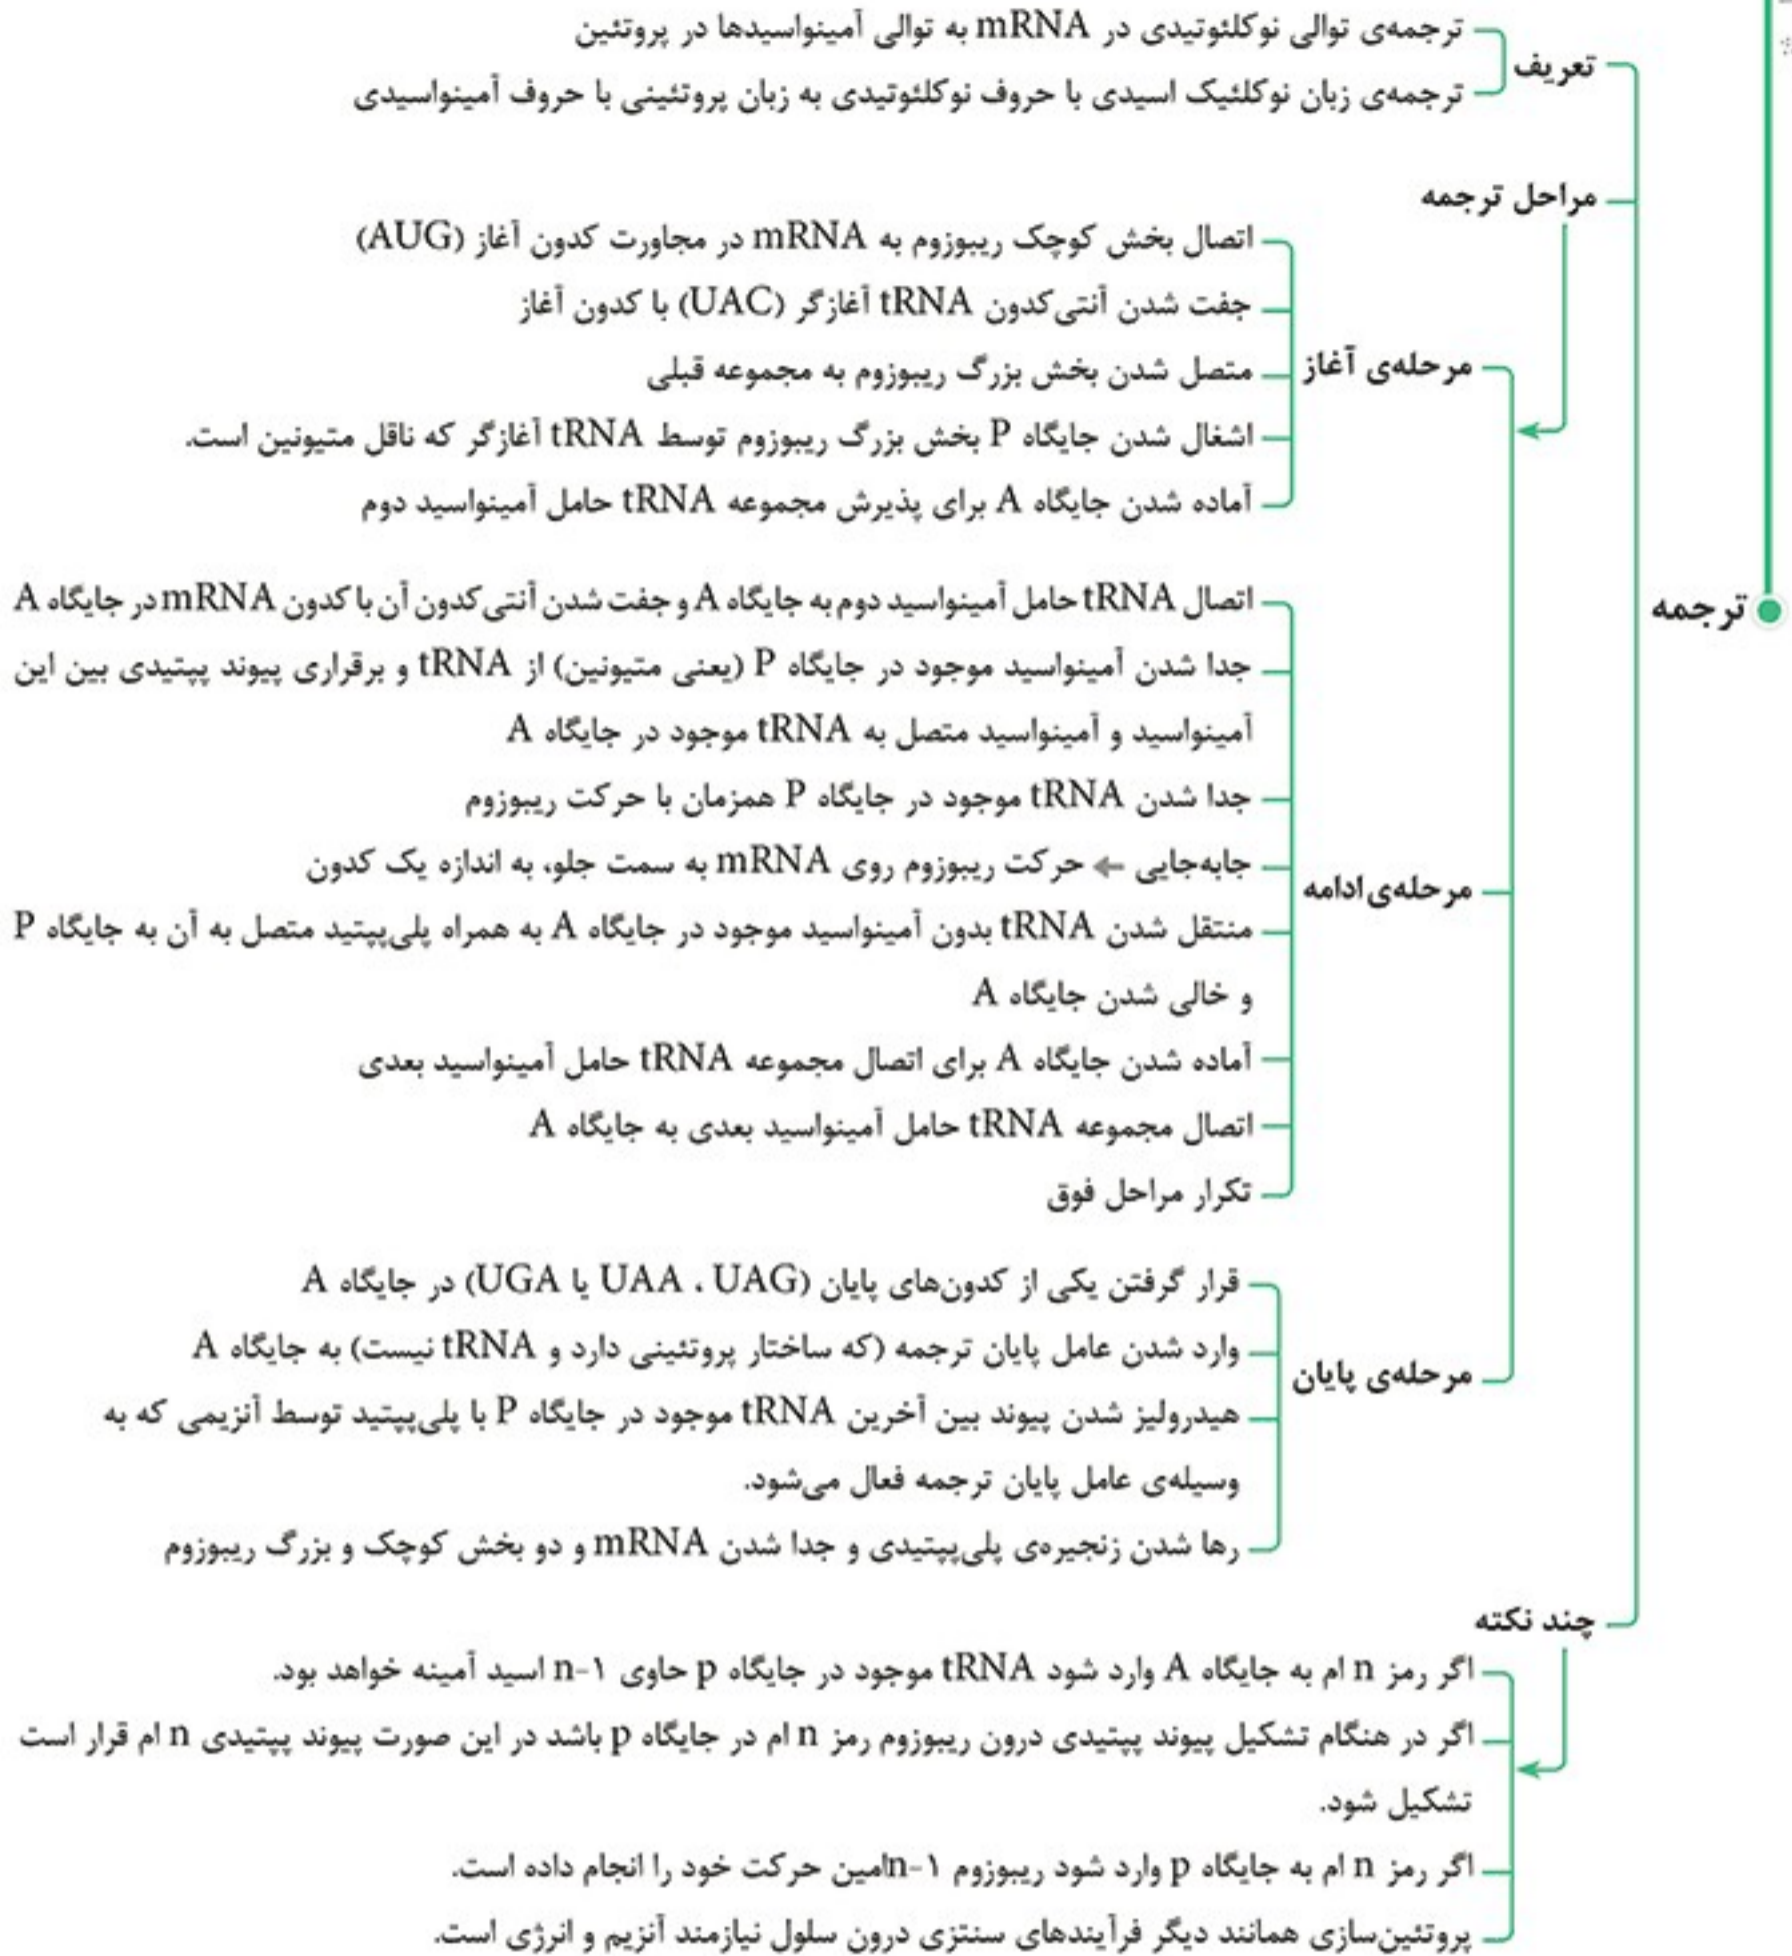 ترجمه‌ی توالی نوکلئوتیدی در mRNA به توالی آمینواسیدها در پروتئین
تعریف
ترجمه‌ی زبان نوکلئیک اسیدی با حروف نوکلئوتیدی به زبان پروتئینی با حروف آمینواسیدی
مراحل ترجمه
اتصال بخش کوچک ریبوزوم به mRNA در مجاورت کدون آغاز (AUG)
جفت شدن آنتی‌کدون tRNA آغازگر (UAC) با کدون آغاز
مرحله‌ی آغاز
متصل شدن بخش بزرگ ریبوزوم به مجموعه قبلی
اشغال شدن جایگاه P بخش بزرگ ریبوزوم توسط tRNA آغازگر که ناقل متیونین است.
آماده شدن جایگاه A برای پذیرش مجموعه tRNA حامل آمینواسید دوم
ترجمه
اتصال tRNA حامل آمینواسید دوم به جایگاه A و جفت شدن آنتی‌کدون آن با کدون mRNA در جایگاه A
جدا شدن آمینواسید موجود در جایگاه P (یعنی متیونین) از tRNA و برقراری پیوند پپتیدی بین این
آمینواسید و آمینواسید متصل به tRNA موجود در جایگاه A
جدا شدن tRNA موجود در جایگاه P همزمان با حرکت ریبوزوم
جابه‌جایی ← حرکت ریبوزوم روی mRNA به سمت جلو، به اندازه یک کدون
مرحله‌ی ادامه
منتقل شدن tRNA بدون آمینواسید موجود در جایگاه A به همراه پلی‌پپتید متصل به آن به جایگاه P
و خالی شدن جایگاه A
آماده شدن جایگاه A برای اتصال مجموعه tRNA حامل آمینواسید بعدی
اتصال مجموعه tRNA حامل آمینواسید بعدی به جایگاه A
تکرار مراحل فوق
قرار گرفتن یکی از کدون‌های پایان (UAA ، UAG یا UGA) در جایگاه A
وارد شدن عامل پایان ترجمه (که ساختار پروتئینی دارد و tRNA نیست) به جایگاه A
مرحله‌ی پایان
هیدرولیز شدن پیوند بین آخرین tRNA موجود در جایگاه P با پلی‌پپتید توسط آنزیمی که به
وسیله‌ی عامل پایان ترجمه فعال می‌شود.
رها شدن زنجیره‌ی پلی‌پپتیدی و جدا شدن mRNA و دو بخش کوچک و بزرگ ریبوزوم
چند نکته
اگر رمز n ام به جایگاه A وارد شود tRNA موجود در جایگاه p حاوی n-۱ اسید آمینه خواهد بود.
اگر در هنگام تشکیل پیوند پپتیدی درون ریبوزوم رمز n ام در جایگاه p باشد در این صورت پیوند پپتیدی n ام قرار است
تشکیل شود.
اگر رمز n ام به جایگاه p وارد شود ریبوزوم n-۱امین حرکت خود را انجام داده است.
پروتئین‌سازی همانند دیگر فرآیندهای سنتزی درون سلول نیازمند آنزیم و انرژی است.